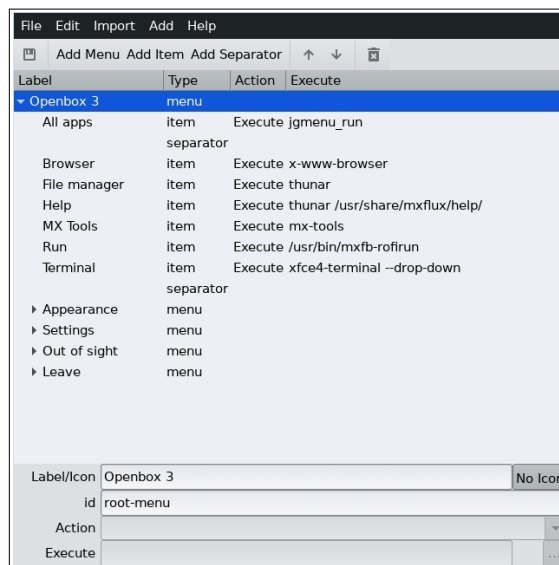 File Edit Import Add Help
Add Menu Add Item Add Separator
Label Type Action Execute
Openbox 3 menu
All apps item Execute jgmenu_run
separator
Browser item Execute x-www-browser
File manager item Execute thunar
Help item Execute thunar /usr/share/mxflux/help/
MX Tools item Execute mx-tools
Run item Execute /usr/bin/mxfb-rofirun
Terminal item Execute xfce4-terminal --drop-down
separator
Appearance menu
Settings menu
Out of sight menu
Leave menu
Label/Icon Openbox 3 No Icon
id root-menu
Action
Execute ...